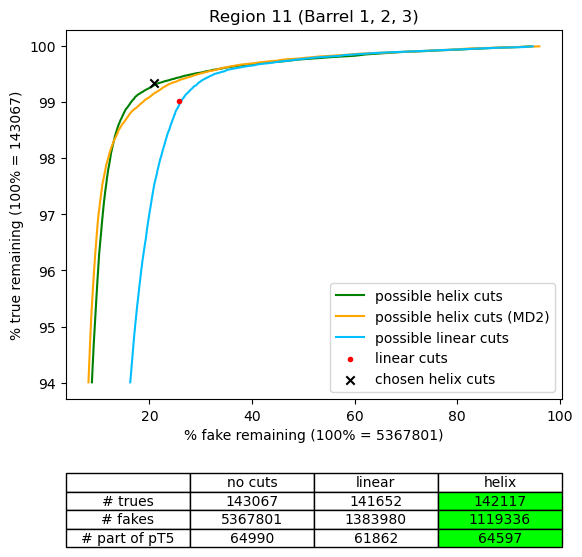 Region 11 (Barrel 1, 2, 3)
% true remaining (100% = 143067)
100
99
98
97
96
95
94
20
40
60
80
100
% fake remaining (100% = 5367801)
possible helix cuts
possible helix cuts (MD2)
possible linear cuts
linear cuts
chosen helix cuts
no cuts linear helix
# trues 143067 141652 142117
# fakes 5367801 1383980 1119336
# part of pT5 64990 61862 64597